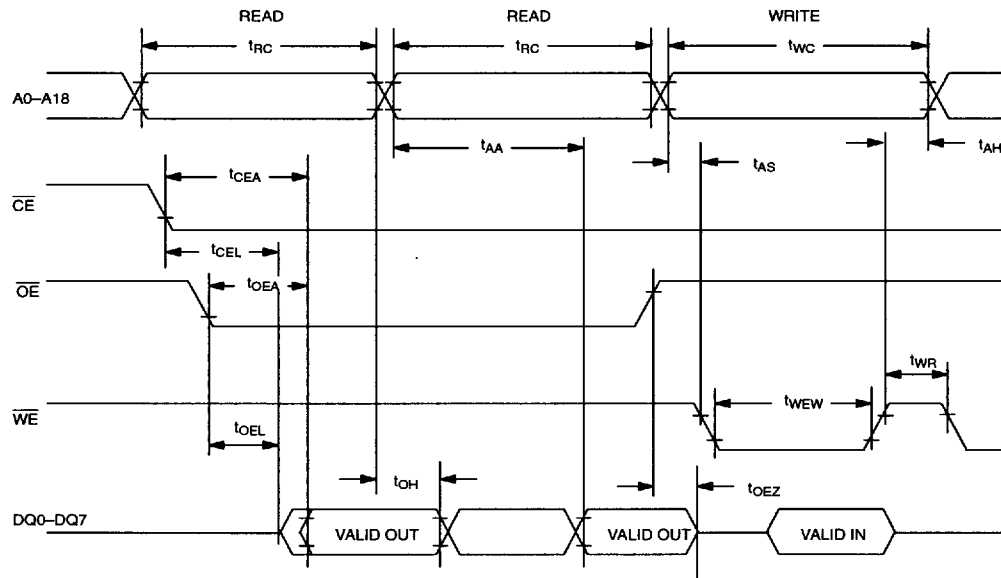 READ READ WRITE
tRC tRC tWC
A0–A18
tAA tAS tAH
tCEA
CE
tCEL
tOEA
OE
tWR
WE
tWEW
tOEL
tOH tOEZ
DQ0–DQ7 VALID OUT VALID OUT VALID IN